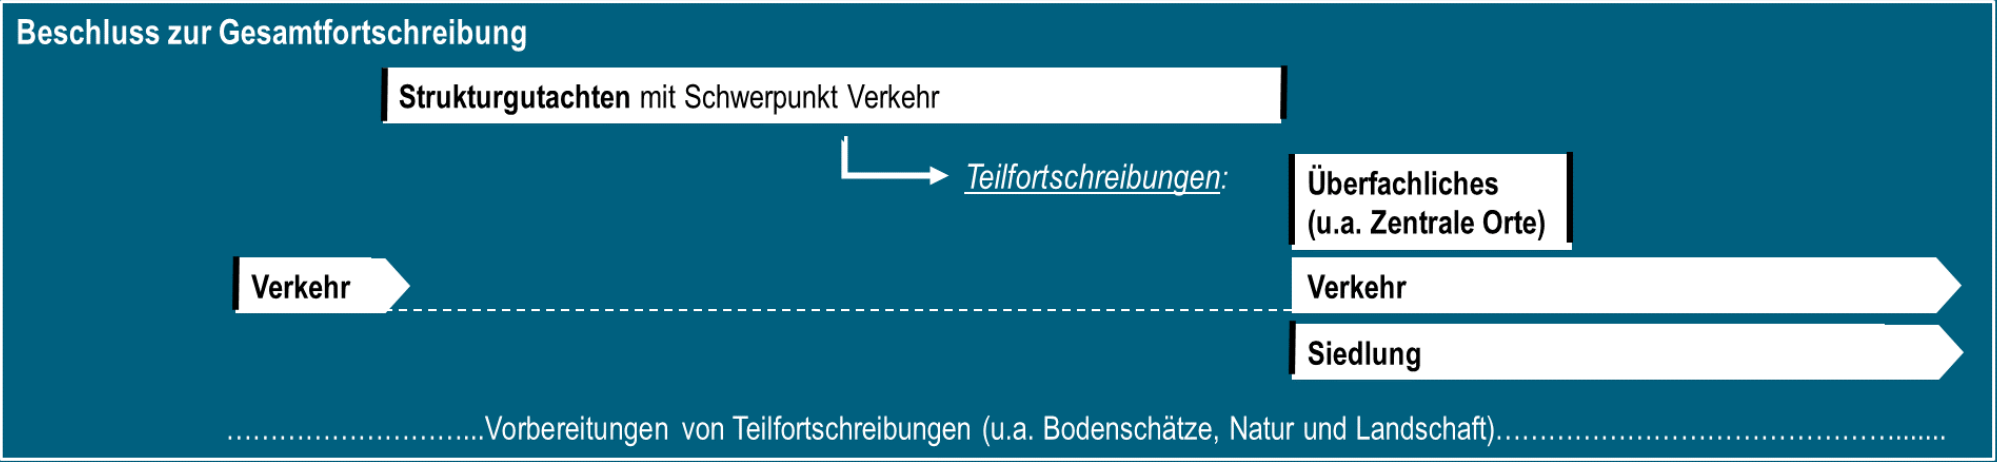 Beschluss zur Gesamtfortschreibung
Strukturgutachten mit Schwerpunkt Verkehr
Teilfortschreibungen:
Überfachliches
(u.a. Zentrale Orte)
Verkehr
Verkehr
Siedlung
…………………………...Vorbereitungen von Teilfortschreibungen (u.a. Bodenschätze, Natur und Landschaft)…………………………………………........